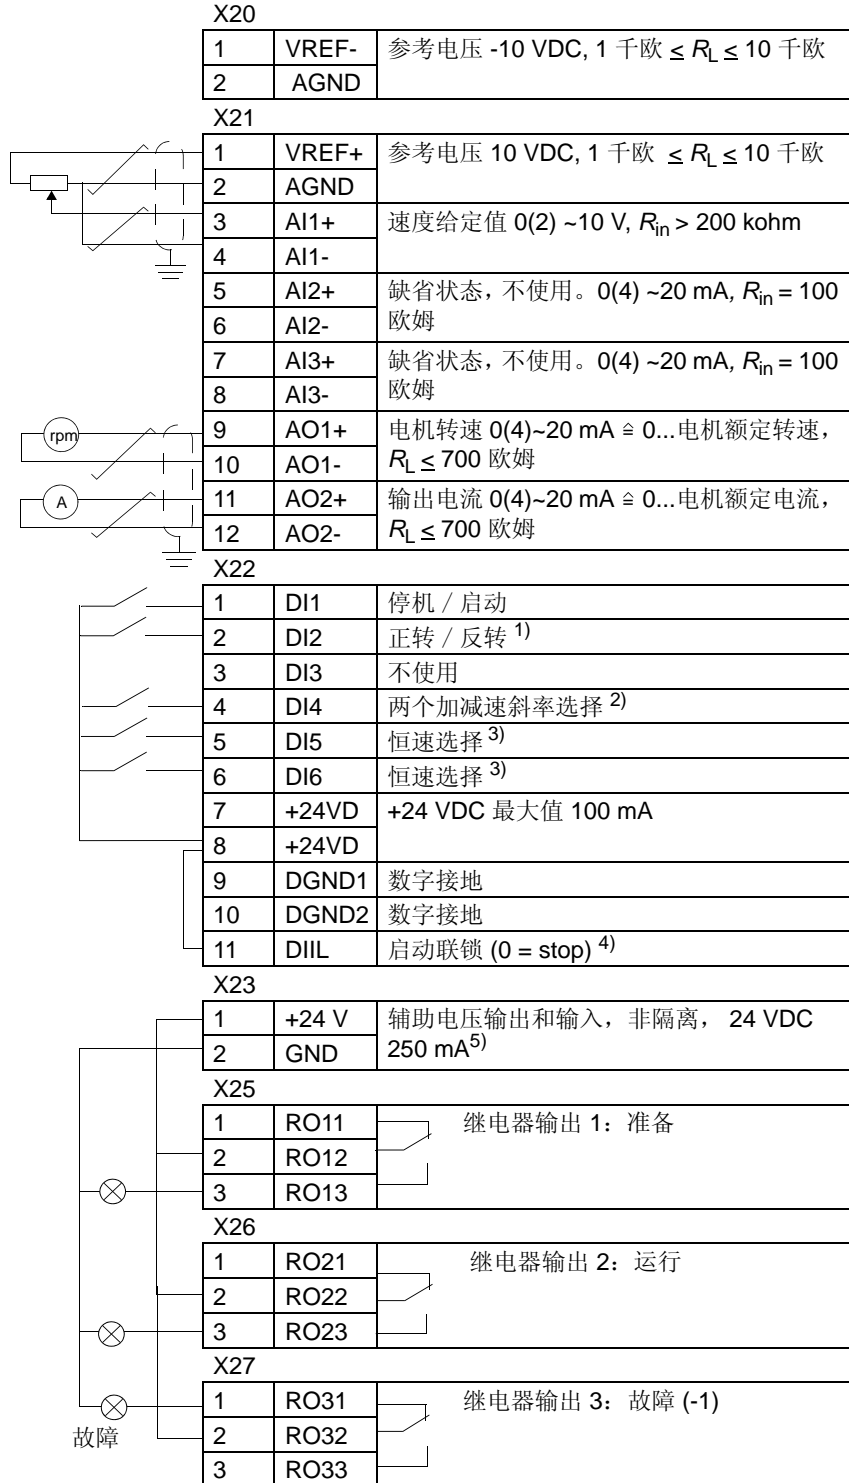 X20
1 VREF- 参考电压 -10 VDC, 1 千欧 ≤ RL ≤ 10 千欧
2 AGND
X21
1 VREF+ 参考电压 10 VDC, 1 千欧 ≤ RL ≤ 10 千欧
2 AGND
3 AI1+ 速度给定值 0(2) ~10 V, Rin > 200 kohm
4 AI1-
5 AI2+ 缺省状态，不使用。0(4) ~20 mA, Rin = 100
6 AI2- 欧姆
7 AI3+ 缺省状态，不使用。0(4) ~20 mA, Rin = 100
8 AI3- 欧姆
rpm 9 AO1+ 电机转速 0(4)~20 mA ≙ 0...电机额定转速，
10 AO1- RL ≤ 700 欧姆
A 11 AO2+ 输出电流 0(4)~20 mA ≙ 0...电机额定电流，
12 AO2- RL ≤ 700 欧姆
X22
1 DI1 停机 / 启动
2 DI2 正转 / 反转 1)
3 DI3 不使用
4 DI4 两个加减速斜率选择 2)
5 DI5 恒速选择 3)
6 DI6 恒速选择 3)
7 +24VD +24 VDC 最大值 100 mA
8 +24VD
9 DGND1 数字接地
10 DGND2 数字接地
11 DIIL 启动联锁 (0 = stop) 4)
X23
1 +24 V 辅助电压输出和输入，非隔离， 24 VDC
2 GND 250 mA5)
X25
1 RO11 继电器输出 1：准备
2 RO12
3 RO13
X26
1 RO21 继电器输出 2：运行
2 RO22
3 RO23
X27
1 RO31 继电器输出 3：故障 (-1)
故障 2 RO32
3 RO33